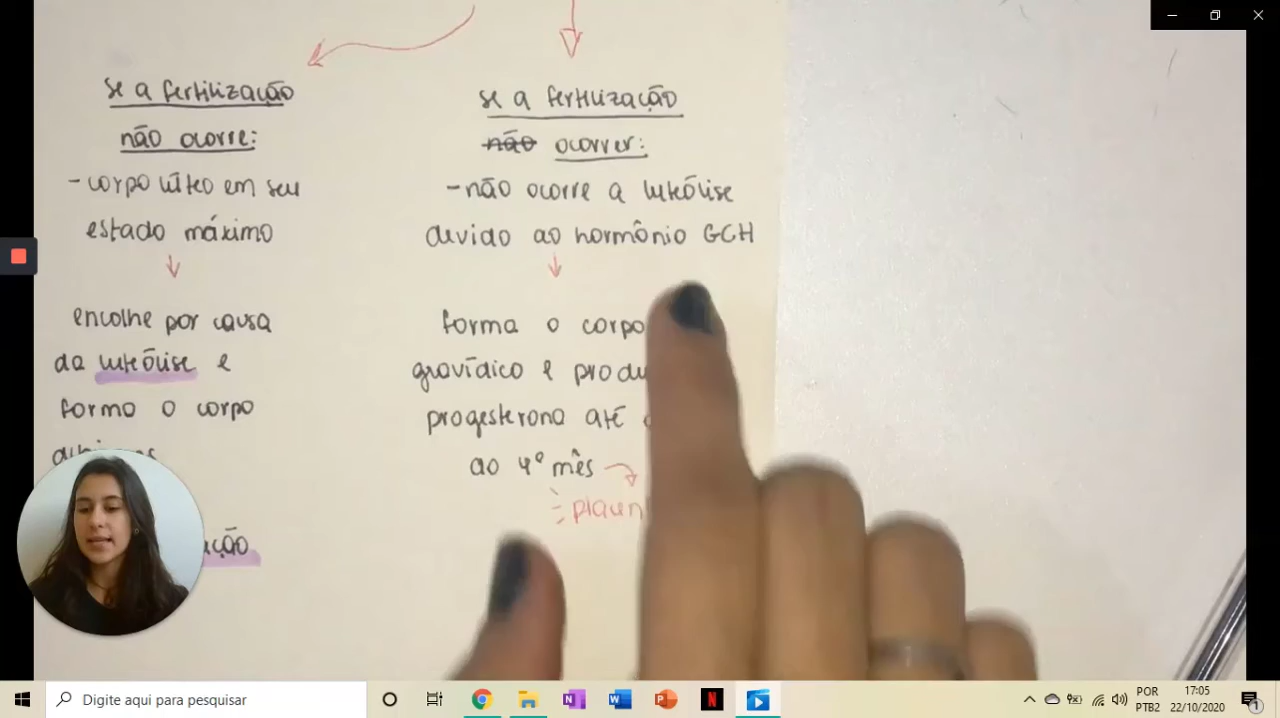 se a fertilização
não ocorre:
- corpo lúteo em seu
estado máximo
encolhe por causa
da luteólise e
forma o corpo
ação
se a fertilização
não ocorrer:
- não ocorre a luteólise
devido ao hormônio GCH
forma o corpo
gravídico e produ
progesterona até
ao 4º mês
placen
Digite aqui para pesquisar
POR
PTB2
17:05
22/10/2020
1